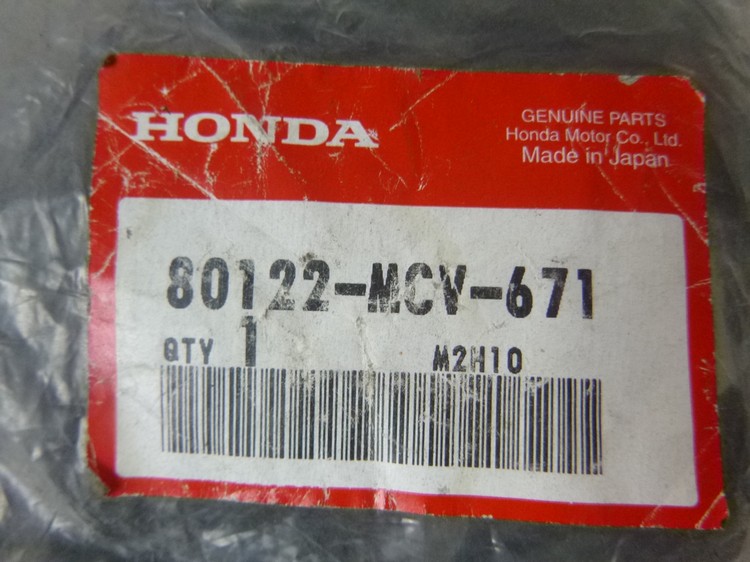 HONDA
GENUINE PARTS
Honda Motor Co., Ltd.
Made in Japan
80122-MCV-671
QTY 1 M2H10